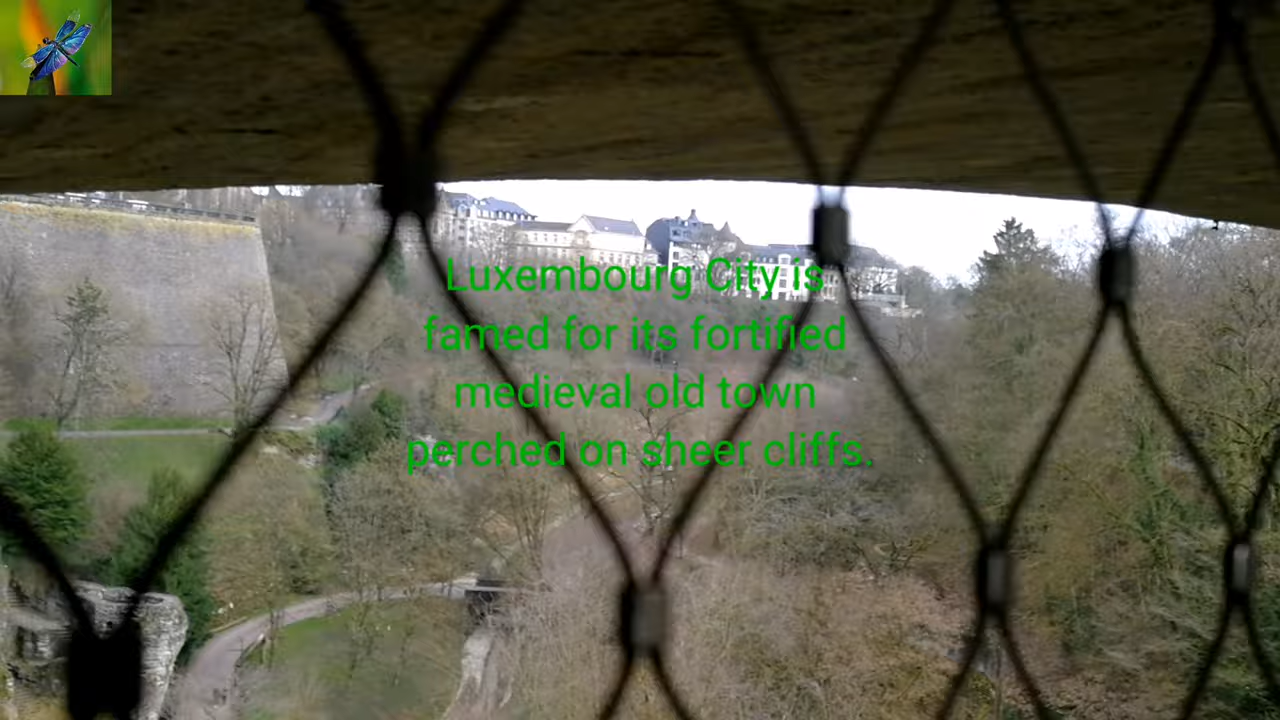 Luxembourg City is
famed for its fortified
medieval old town
perched on sheer cliffs.